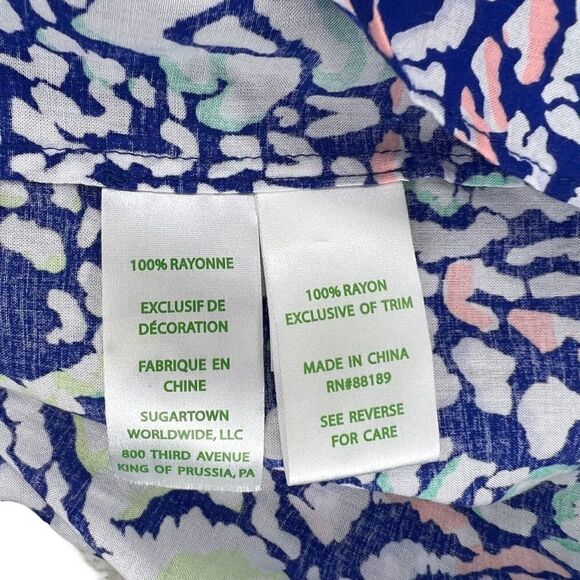 100% RAYONNE
EXCLUSIF DE
DÉCORATION
FABRIQUE EN
CHINE
SUGARTOWN
WORLDWIDE, LLC
800 THIRD AVENUE
KING OF PRUSSIA, PA
100% RAYON
EXCLUSIVE OF TRIM
MADE IN CHINA
RN#88189
SEE REVERSE
FOR CARE